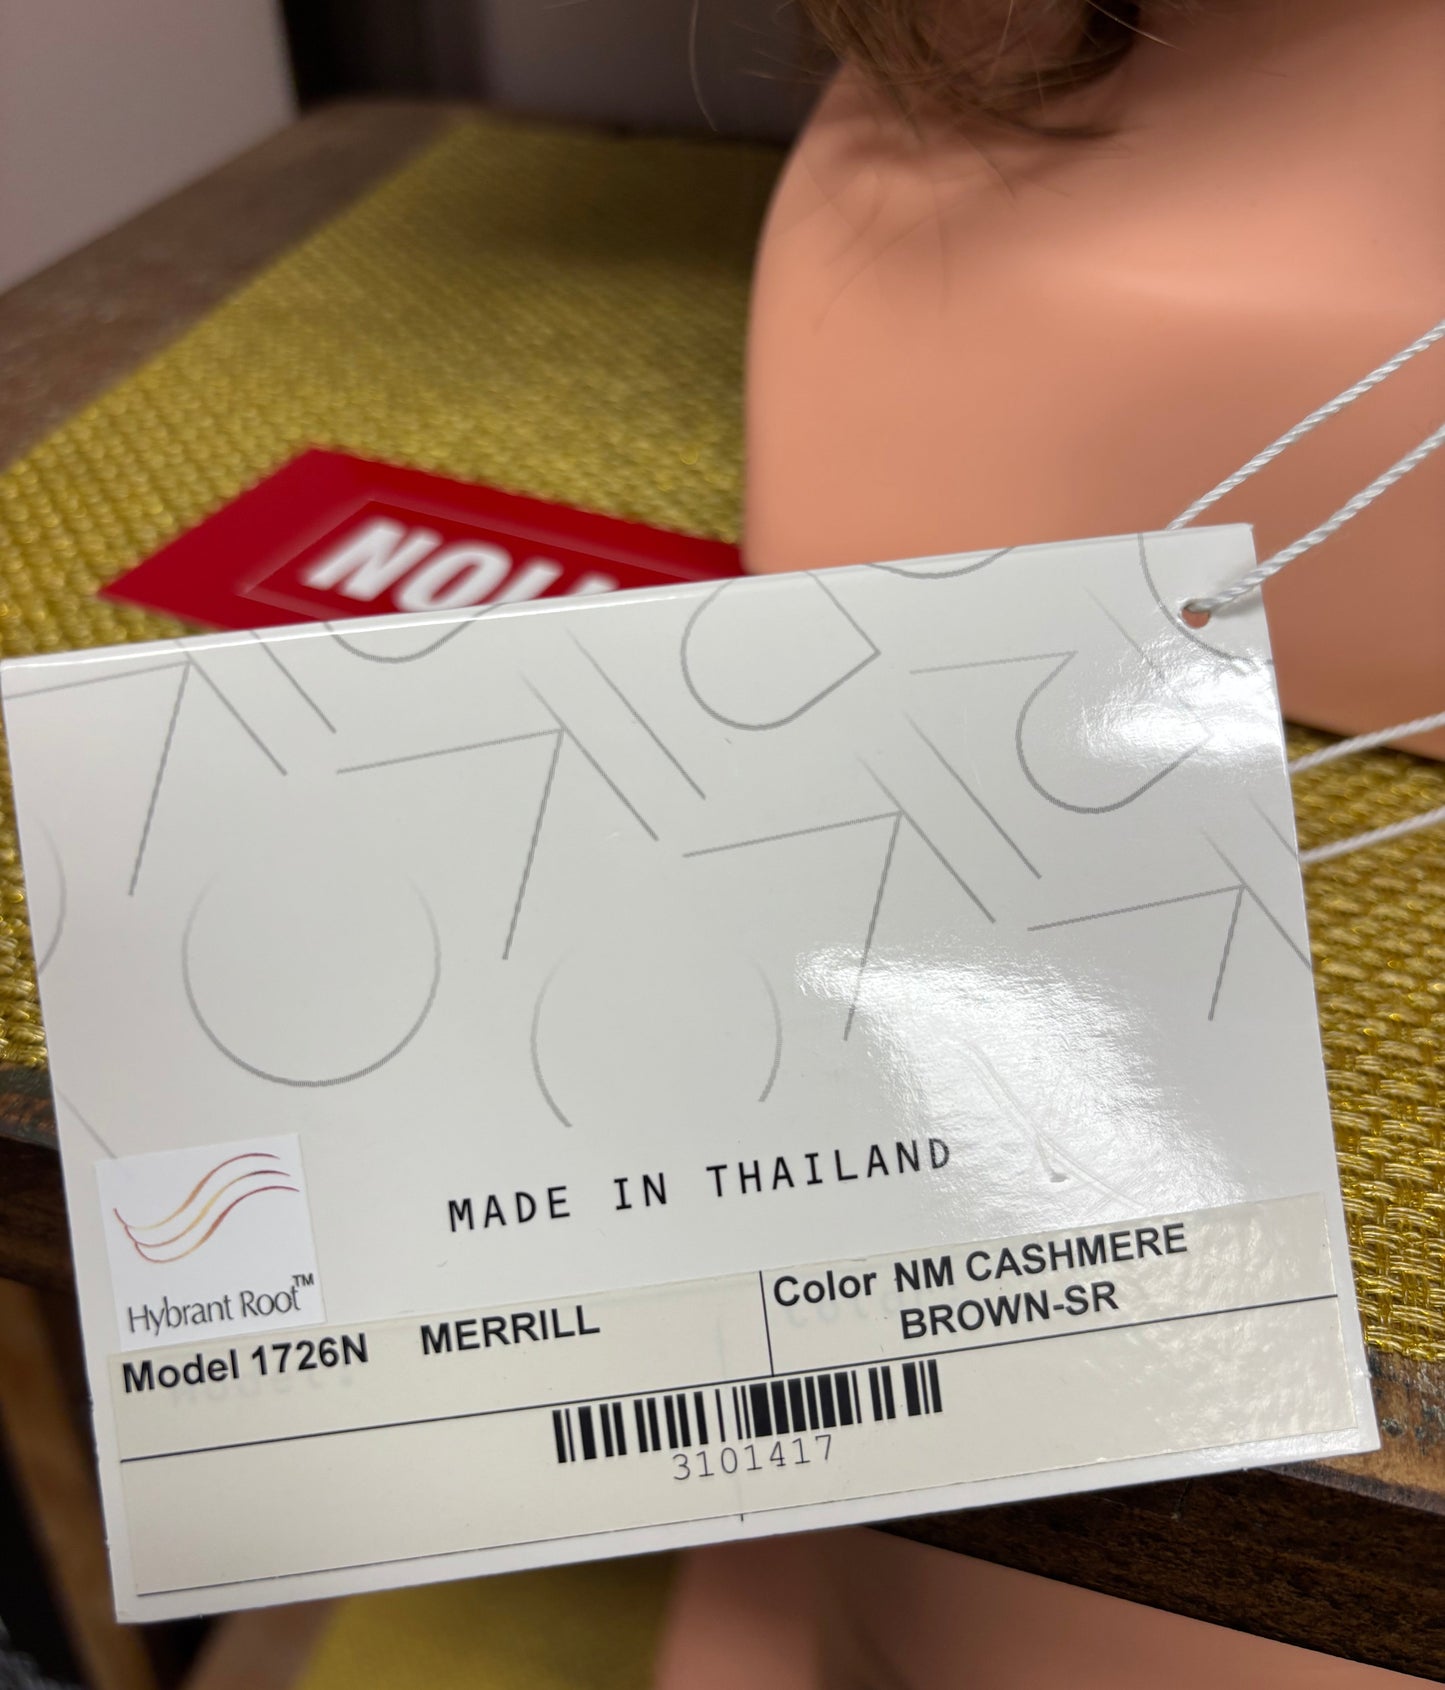 MADE IN THAILAND
Hybrant Root™
Model 1726N MERRILL
Color NM CASHMERE
BROWN-SR
3101417